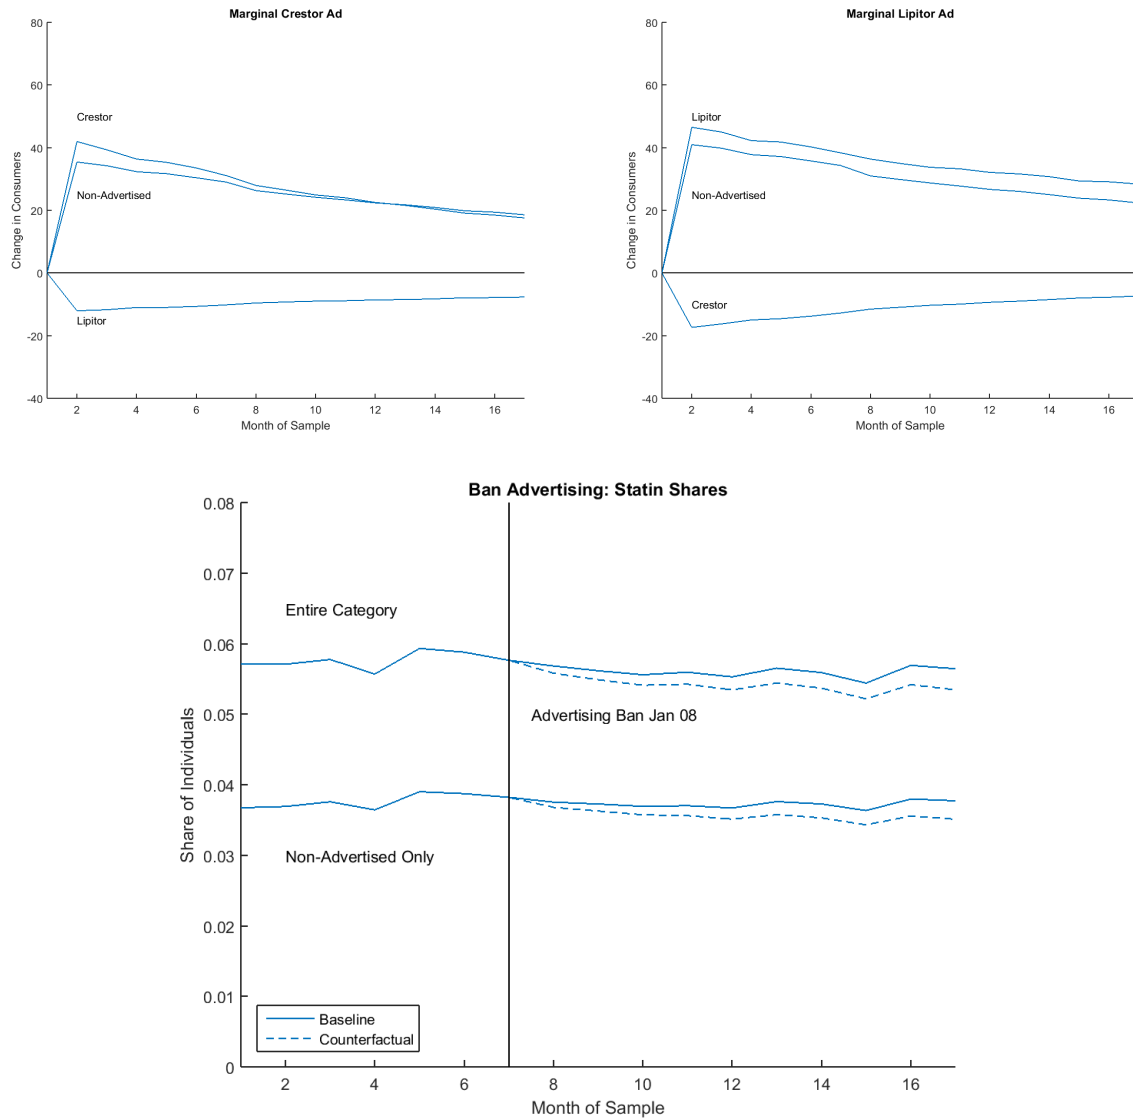 Marginal Crestor Ad
80
60
40
20
0
-20
-40
Change in Consumers
Crestor
Non-Advertised
Lipitor
2 4 6 8 10 12 14 16
Month of Sample
Marginal Lipitor Ad
80
60
40
20
0
-20
-40
Change in Consumers
Lipitor
Non-Advertised
Crestor
2 4 6 8 10 12 14 16
Month of Sample
Ban Advertising: Statin Shares
0.08
0.07
0.06
0.05
0.04
0.03
0.02
0.01
0
Share of Individuals
Entire Category
Advertising Ban Jan 08
Non-Advertised Only
Baseline
Counterfactual
2 4 6 8 10 12 14 16
Month of Sample